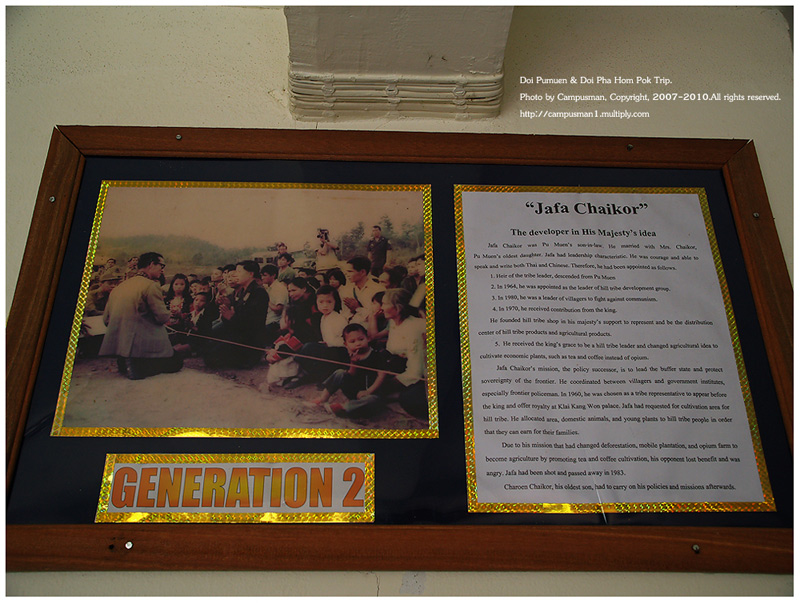 Doi Pumuen & Doi Pha Hom Pok Trip.
Photo by Campusman, Copyright, 2007-2010.All rights reserved.
http://campusman1.multiply.com
"Jafa Chaikor"
The developer in His Majesty's idea
Jafa Chaikor was Pu Muen's son-in-law. He married with Mrs. Chaikor,
Pu Muen's oldest daughter. Jafa had leadership characteristic. He was courage and able to
speak and write both Thai and Chinese. Therefore, he had been appointed as follows.
1. Heir of the tribe leader, descended from Pu Muen
2. In 1964, he was appointed as the leader of hill tribe development group.
3. In 1980, he was a leader of villagers to fight against communism.
4. In 1970, he received contribution from the king.
He founded hill tribe shop in his majesty's support to represent and be the distribution
center of hill tribe products and agricultural products.
5. He received the king's grace to be a hill tribe leader and changed agricultural idea to
cultivate economic plants, such as tea and coffee instead of opium.
Jafa Chaikor's mission, the policy successor, is to lead the buffer state and protect
sovereignty of the frontier. He coordinated between villagers and government institutes,
especially frontier policeman. In 1960, he was chosen as a tribe representative to appear before
the king and offer royalty at Klai Kang Won palace. Jafa had requested for cultivation area for
hill tribe. He allocated area, domestic animals, and young plants to hill tribe people in order
that they can earn for their families.
Due to his mission that had changed deforestation, mobile plantation, and opium farm to
become agriculture by promoting tea and coffee cultivation, his opponent lost benefit and was
angry. Jafa had been shot and passed away in 1983.
Charoen Chaikor, his oldest son, had to carry on his policies and missions afterwards.
GENERATION 2